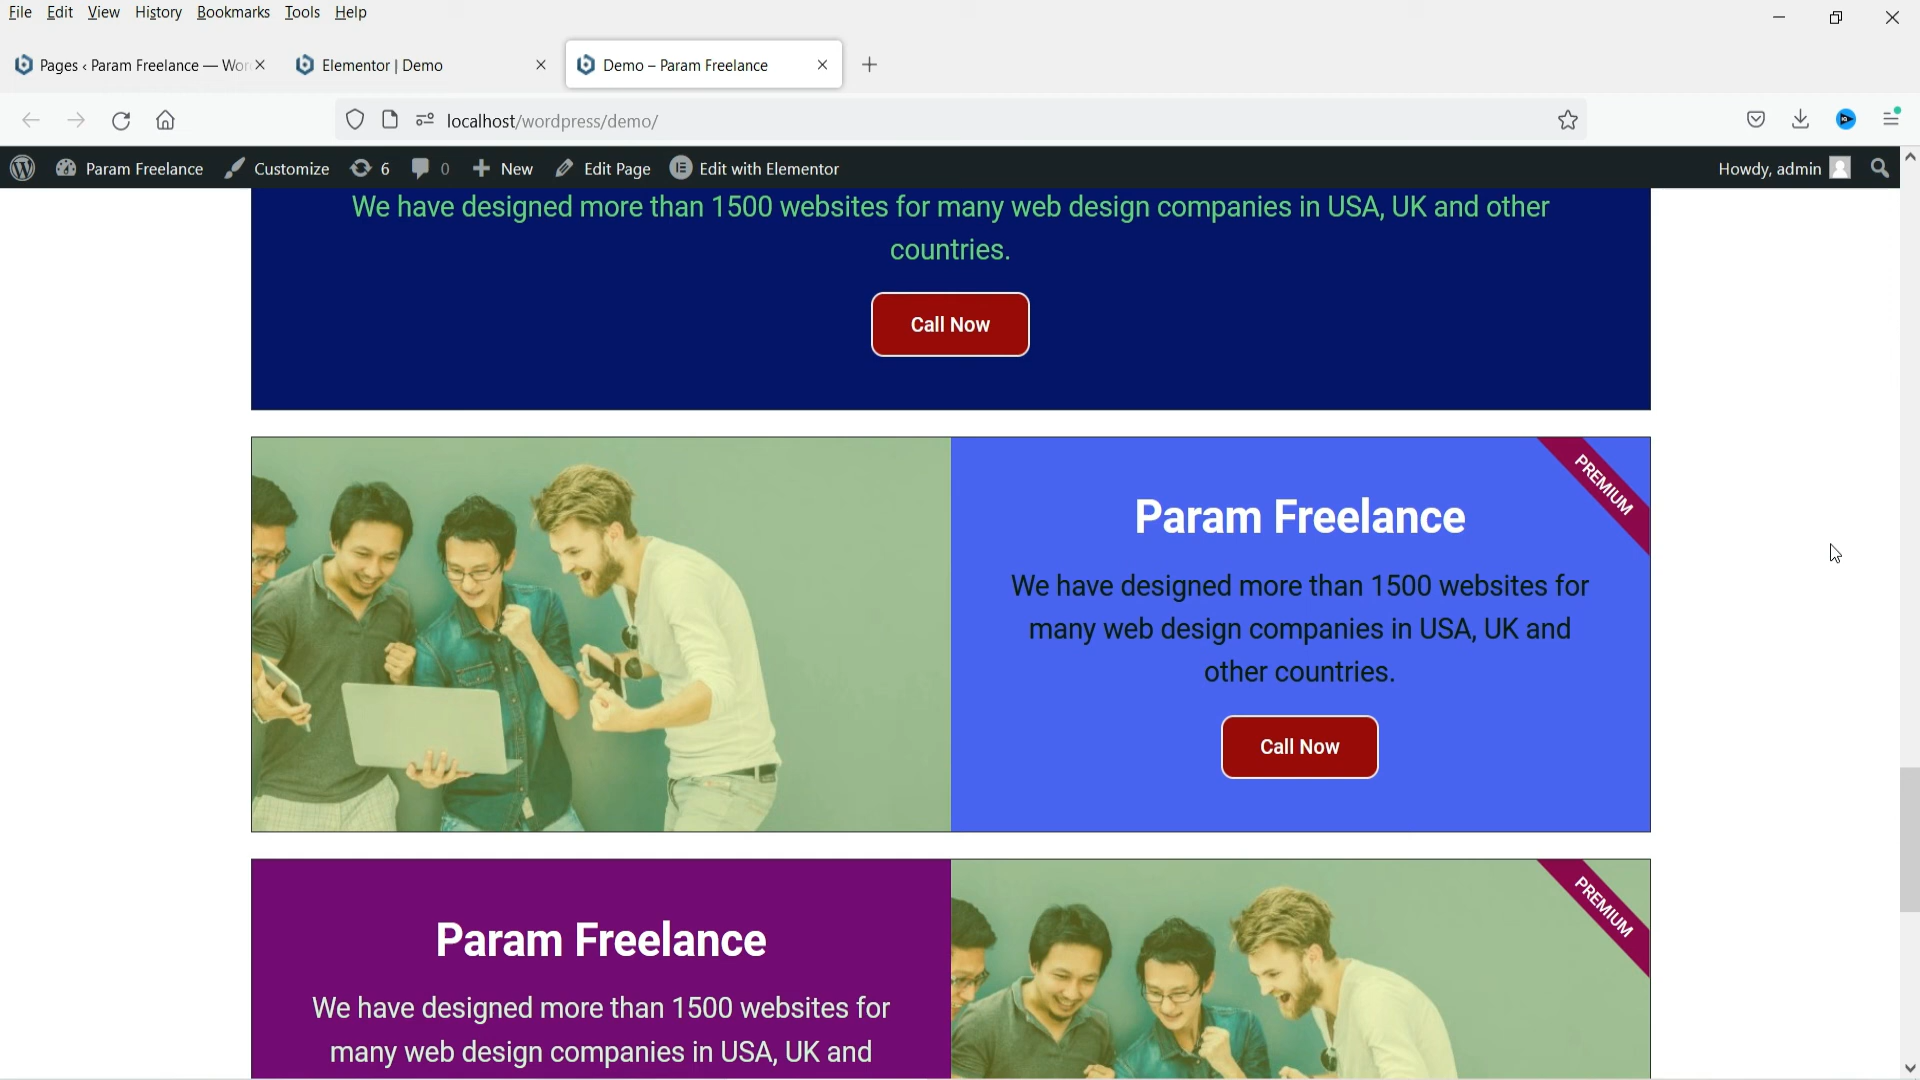 File Edit View History Bookmarks Tools Help
Pages ‹ Param Freelance — Wor
Elementor | Demo
Demo – Param Freelance
localhost/wordpress/demo/
Param Freelance Customize 6 0 New Edit Page Edit with Elementor Howdy, admin
We have designed more than 1500 websites for many web design companies in USA, UK and other
countries.
Call Now
PREMIUM
Param Freelance
We have designed more than 1500 websites for
many web design companies in USA, UK and
other countries.
Call Now
PREMIUM
Param Freelance
We have designed more than 1500 websites for
many web design companies in USA, UK and